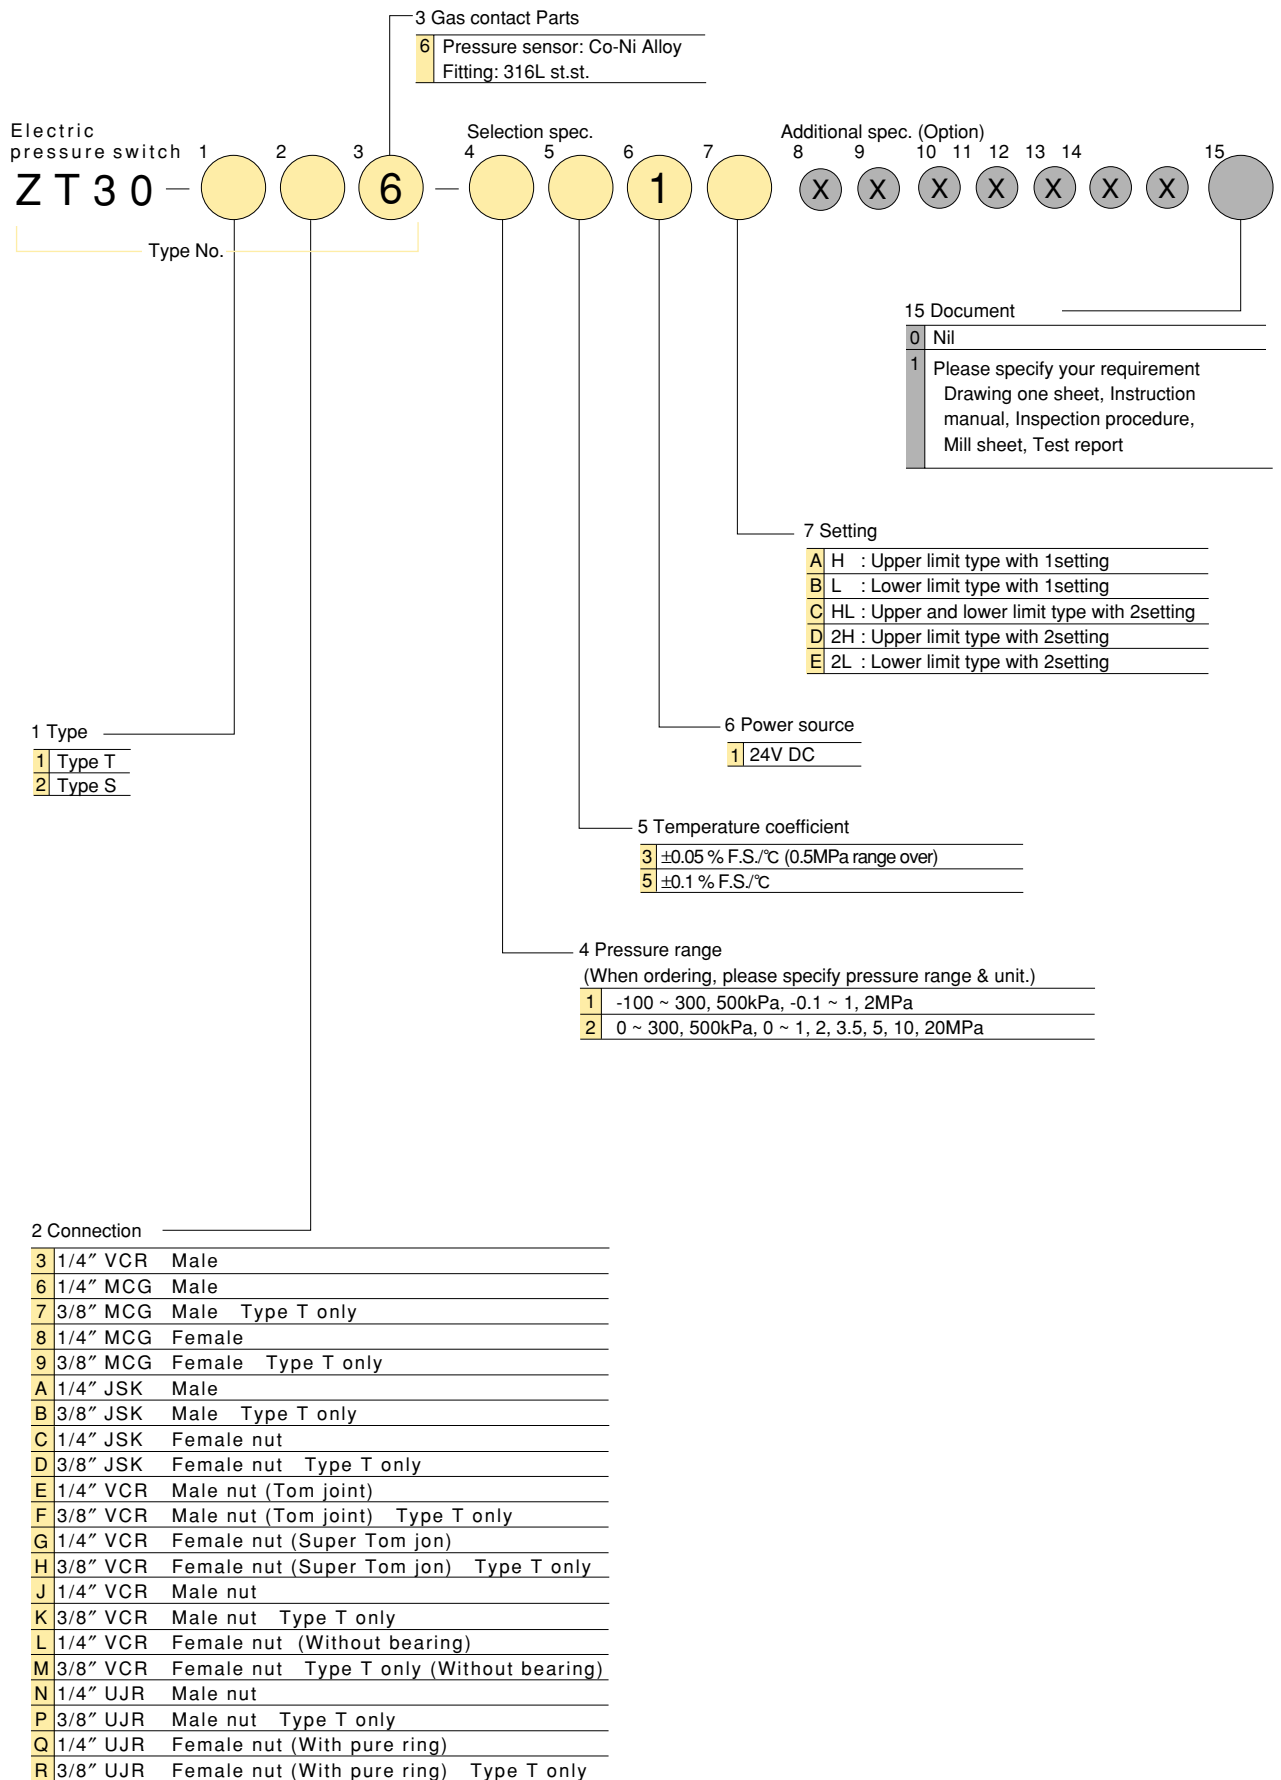 3 Gas contact Parts
6 Pressure sensor: Co-Ni Alloy
Fitting: 316L st.st.
Electric
pressure switch 1 2 3
Selection spec.
4 5 6 7
Additional spec. (Option)
8 9 10 11 12 13 14 15
ZT30 — 6 — 1 X X X X X X X
Type No.
15 Document
0 Nil
1 Please specify your requirement
Drawing one sheet, Instruction
manual, Inspection procedure,
Mill sheet, Test report
7 Setting
A H : Upper limit type with 1setting
B L : Lower limit type with 1setting
C HL : Upper and lower limit type with 2setting
D 2H : Upper limit type with 2setting
E 2L : Lower limit type with 2setting
1 Type
1 Type T
2 Type S
6 Power source
1 24V DC
5 Temperature coefficient
3 ±0.05 % F.S./℃ (0.5MPa range over)
5 ±0.1 % F.S./℃
4 Pressure range
(When ordering, please specify pressure range & unit.)
1 -100 ~ 300, 500kPa, -0.1 ~ 1, 2MPa
2 0 ~ 300, 500kPa, 0 ~ 1, 2, 3.5, 5, 10, 20MPa
2 Connection
3 1/4″ VCR Male
6 1/4″ MCG Male
7 3/8″ MCG Male Type T only
8 1/4″ MCG Female
9 3/8″ MCG Female Type T only
A 1/4″ JSK Male
B 3/8″ JSK Male Type T only
C 1/4″ JSK Female nut
D 3/8″ JSK Female nut Type T only
E 1/4″ VCR Male nut (Tom joint)
F 3/8″ VCR Male nut (Tom joint) Type T only
G 1/4″ VCR Female nut (Super Tom jon)
H 3/8″ VCR Female nut (Super Tom jon) Type T only
J 1/4″ VCR Male nut
K 3/8″ VCR Male nut Type T only
L 1/4″ VCR Female nut (Without bearing)
M 3/8″ VCR Female nut Type T only (Without bearing)
N 1/4″ UJR Male nut
P 3/8″ UJR Male nut Type T only
Q 1/4″ UJR Female nut (With pure ring)
R 3/8″ UJR Female nut (With pure ring) Type T only